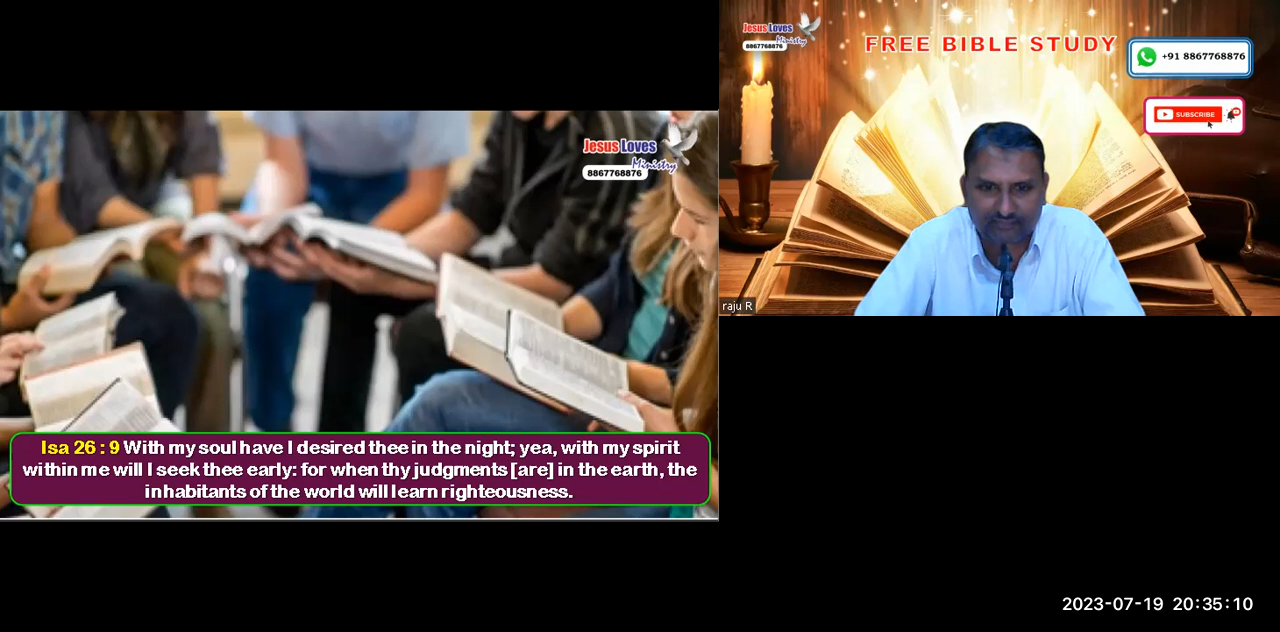 Jesus Loves
Ministry
8867768876
Isa 26 : 9 With my soul have I desired thee in the night; yea, with my spirit
within me will I seek thee early: for when thy judgments [are] in the earth, the
inhabitants of the world will learn righteousness.
Jesus Loves
Ministry
8867768876
FREE BIBLE STUDY
+91 8867768876
SUBSCRIBE
raju R
2023-07-19 20:35:10